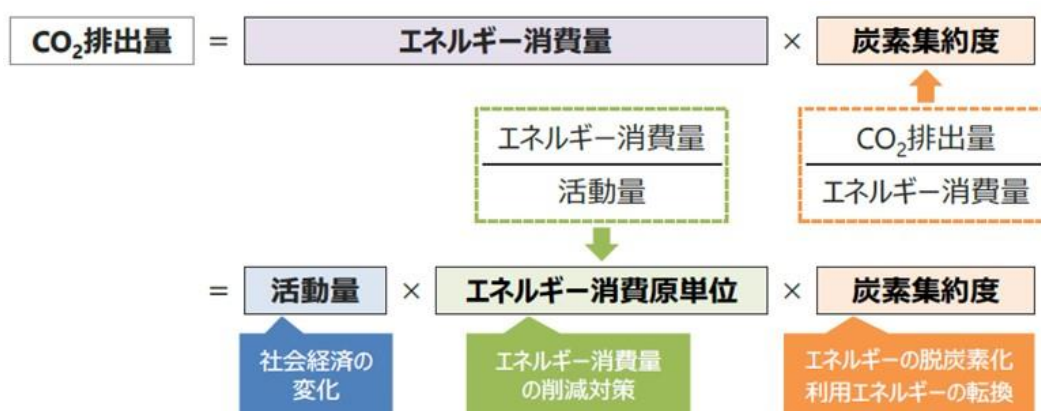 CO₂排出量 = エネルギー消費量 × 炭素集約度
エネルギー消費量
活動量
CO₂排出量
エネルギー消費量
= 活動量 × エネルギー消費原単位 × 炭素集約度
社会経済の
変化
エネルギー消費量
の削減対策
エネルギーの脱炭素化
利用エネルギーの転換